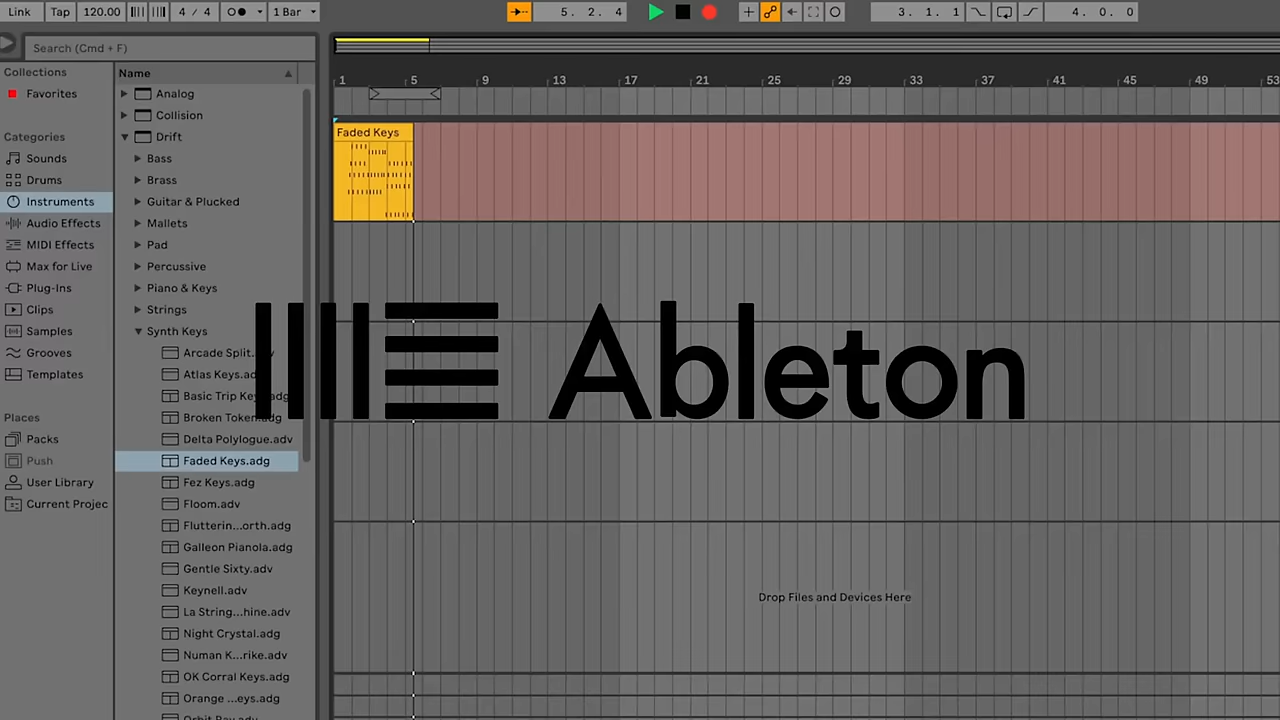 Link Tap 120.00 4 / 4 1 Bar 5. 2. 4 3. 1. 1 4. 0. 0
Search (Cmd + F)
Collections
Favorites
Categories
Sounds
Drums
Instruments
Audio Effects
MIDI Effects
Max for Live
Plug-Ins
Clips
Samples
Grooves
Templates
Places
Packs
Push
User Library
Current Projec
Name
Analog
Collision
Drift
Bass
Brass
Guitar & Plucked
Mallets
Pad
Percussive
Piano & Keys
Strings
Synth Keys
Arcade Split.
Atlas Keys.
Basic Trip Key
Broken Token.adg
Delta Polylogue.adv
Faded Keys.adg
Fez Keys.adg
Floom.adv
Flutterin...orth.adg
Galleon Pianola.adg
Gentle Sixty.adv
Keynell.adv
La String...hine.adv
Night Crystal.adg
Numan K...rike.adv
OK Corral Keys.adg
Orange ...eys.adg
1 5 9 13 17 21 25 29 33 37 41 45 49 53
Faded Keys
Ableton
Drop Files and Devices Here